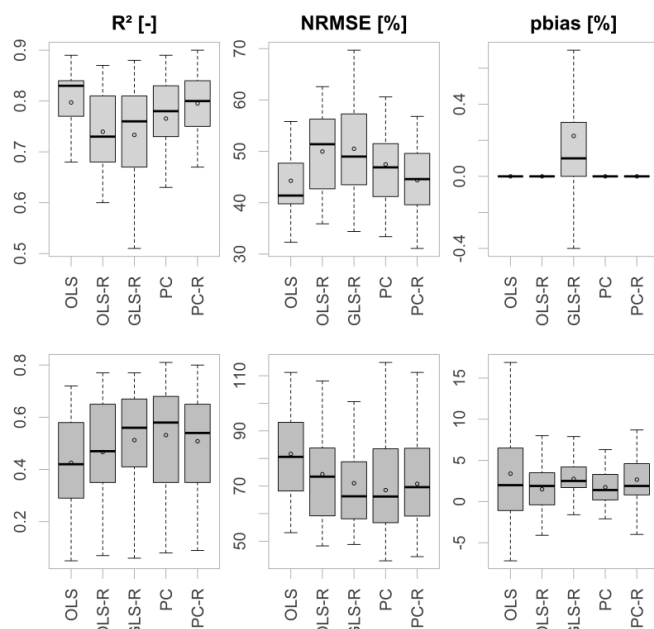 R² [-] NRMSE [%] pbias [%]
0.9
0.8
0.7
0.6
0.5
70
60
50
40
30
0.4
0.0
-0.4
OLS
OLS-R
GLS-R
PC
PC-R
OLS
OLS-R
GLS-R
PC
PC-R
OLS
OLS-R
GLS-R
PC
PC-R
0.8
0.6
0.4
0.2
110
90
70
50
15
10
5
0
-5
OLS
OLS-R
GLS-R
PC
PC-R
OLS
OLS-R
GLS-R
PC
PC-R
OLS
OLS-R
GLS-R
PC
PC-R